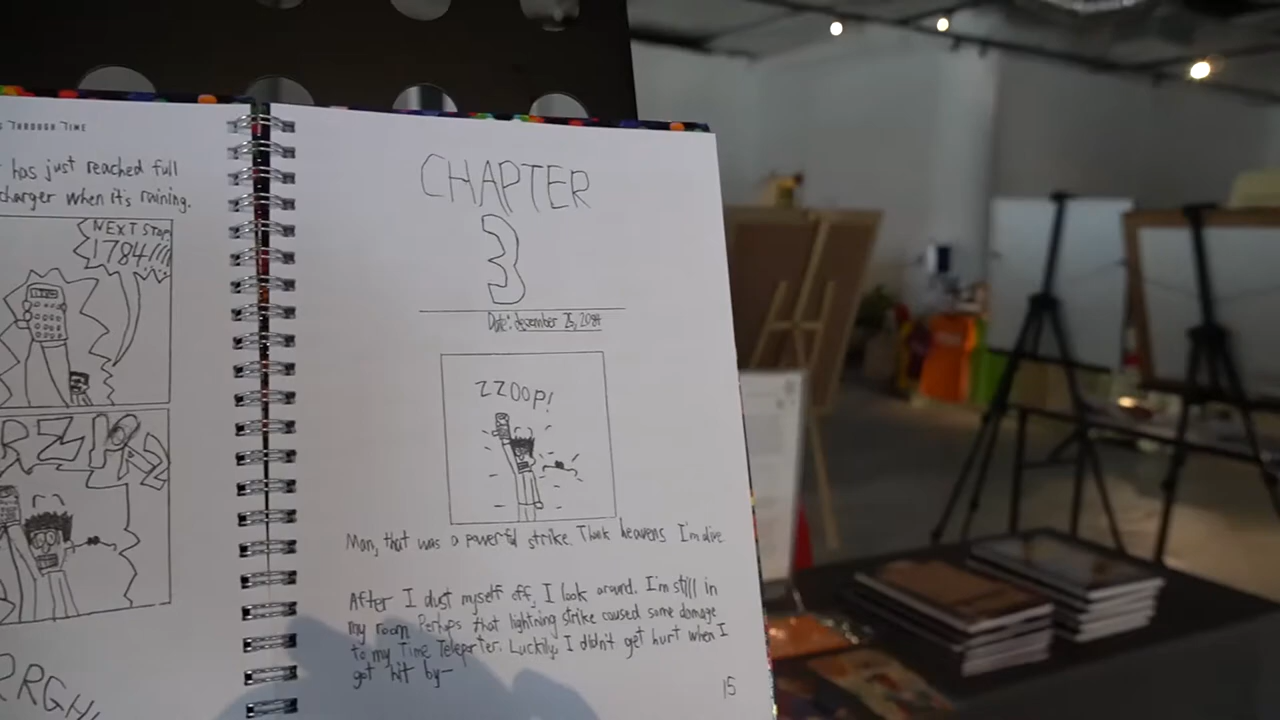 THROUGH TIME
has just reached full
charger when it's raining.
NEXT STOP
1784!!!!
CHAPTER
3
Date: december 25, 2084
ZZOOP!
Man, that was a powerful strike. Thank heavens I'm alive.
After I dust myself off, I look around. I'm still in
my room. Perhaps that lightning strike caused some damage
to my Time Teleporter. Luckily, I didn't get hurt when I
got hit by—
15